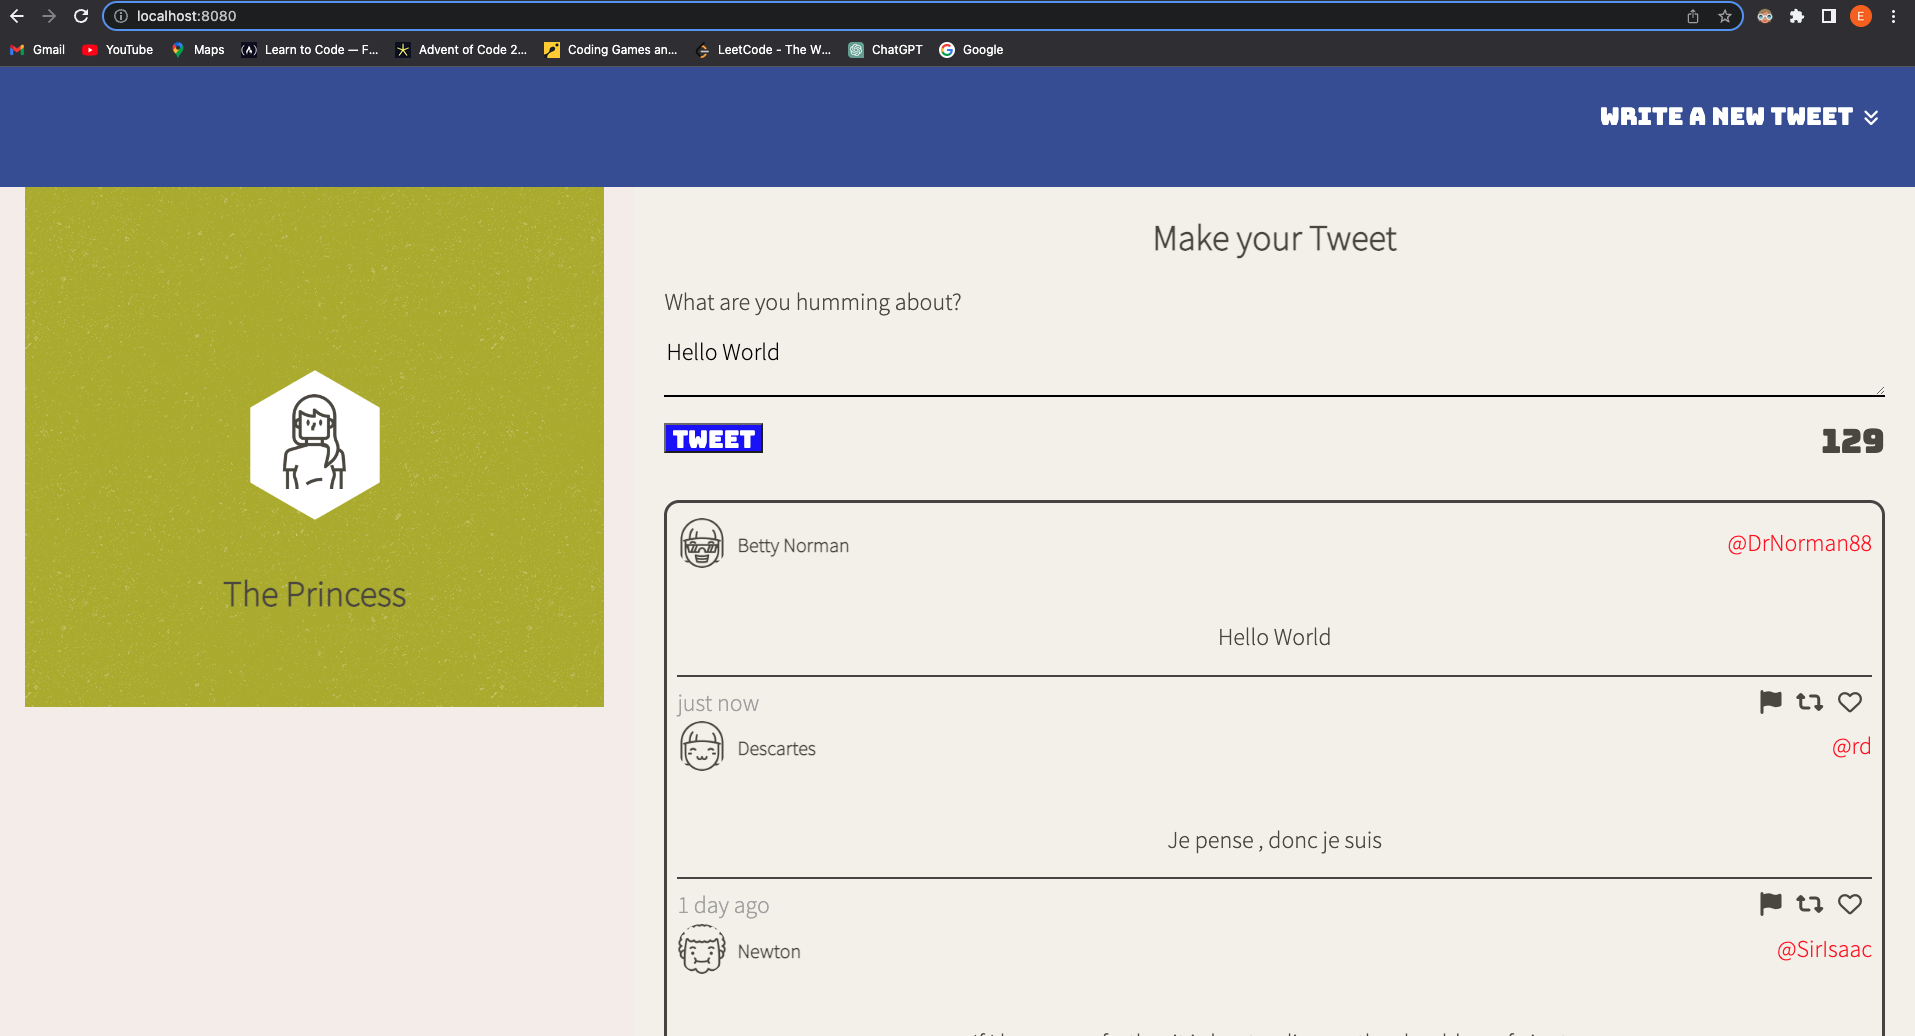 localhost:8080
E
Gmail
YouTube
Maps
Learn to Code — F...
Advent of Code 2...
Coding Games an...
LeetCode - The W...
ChatGPT
Google
WRITE A NEW TWEET
The Princess
Make your Tweet
What are you humming about?
Hello World
TWEET
129
Betty Norman
@DrNorman88
Hello World
just now
Descartes
@rd
Je pense , donc je suis
1 day ago
Newton
@SirIsaac